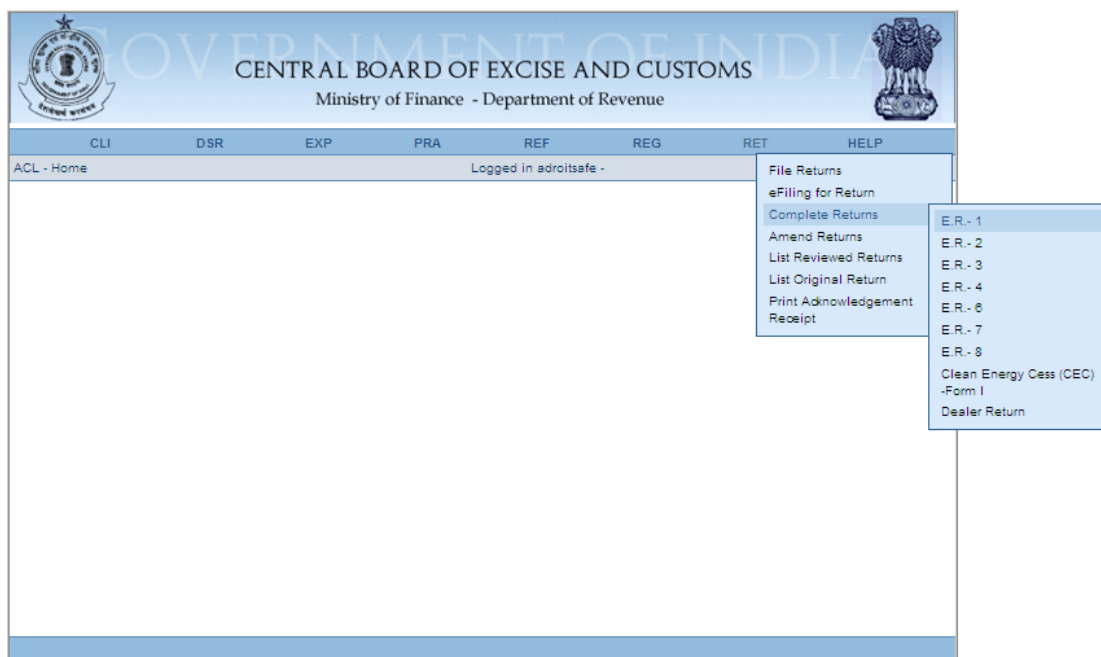 GOVERNMENT OF INDIA
CENTRAL BOARD OF EXCISE AND CUSTOMS
Ministry of Finance - Department of Revenue
CLI DSR EXP PRA REF REG RET HELP
ACL - Home Logged in adroitsafe -
File Returns
eFiling for Return
Complete Returns
Amend Returns
List Reviewed Returns
List Original Return
Print Acknowledgement
Receipt
E.R.- 1
E.R.- 2
E.R.- 3
E.R.- 4
E.R.- 6
E.R.- 7
E.R.- 8
Clean Energy Cess (CEC)
-Form I
Dealer Return